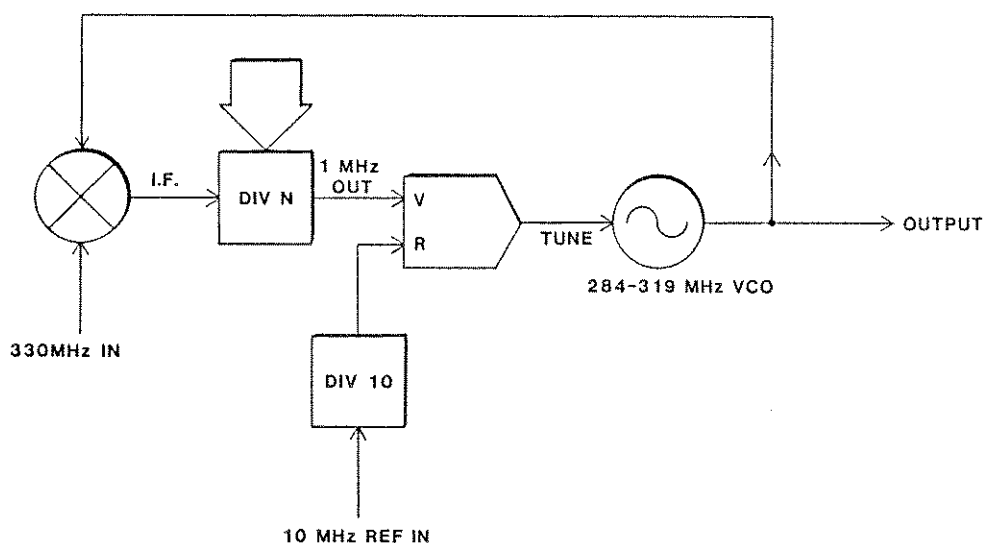 I.F.
DIV N
1 MHz
OUT
V
R
TUNE
OUTPUT
284-319 MHz VCO
330MHz IN
DIV 10
10 MHz REF IN